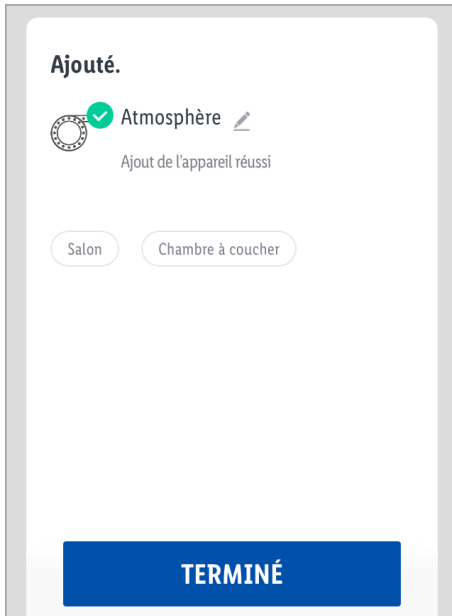 Ajouté.
Atmosphère
Ajout de l’appareil réussi
Salon
Chambre à coucher
TERMINÉ